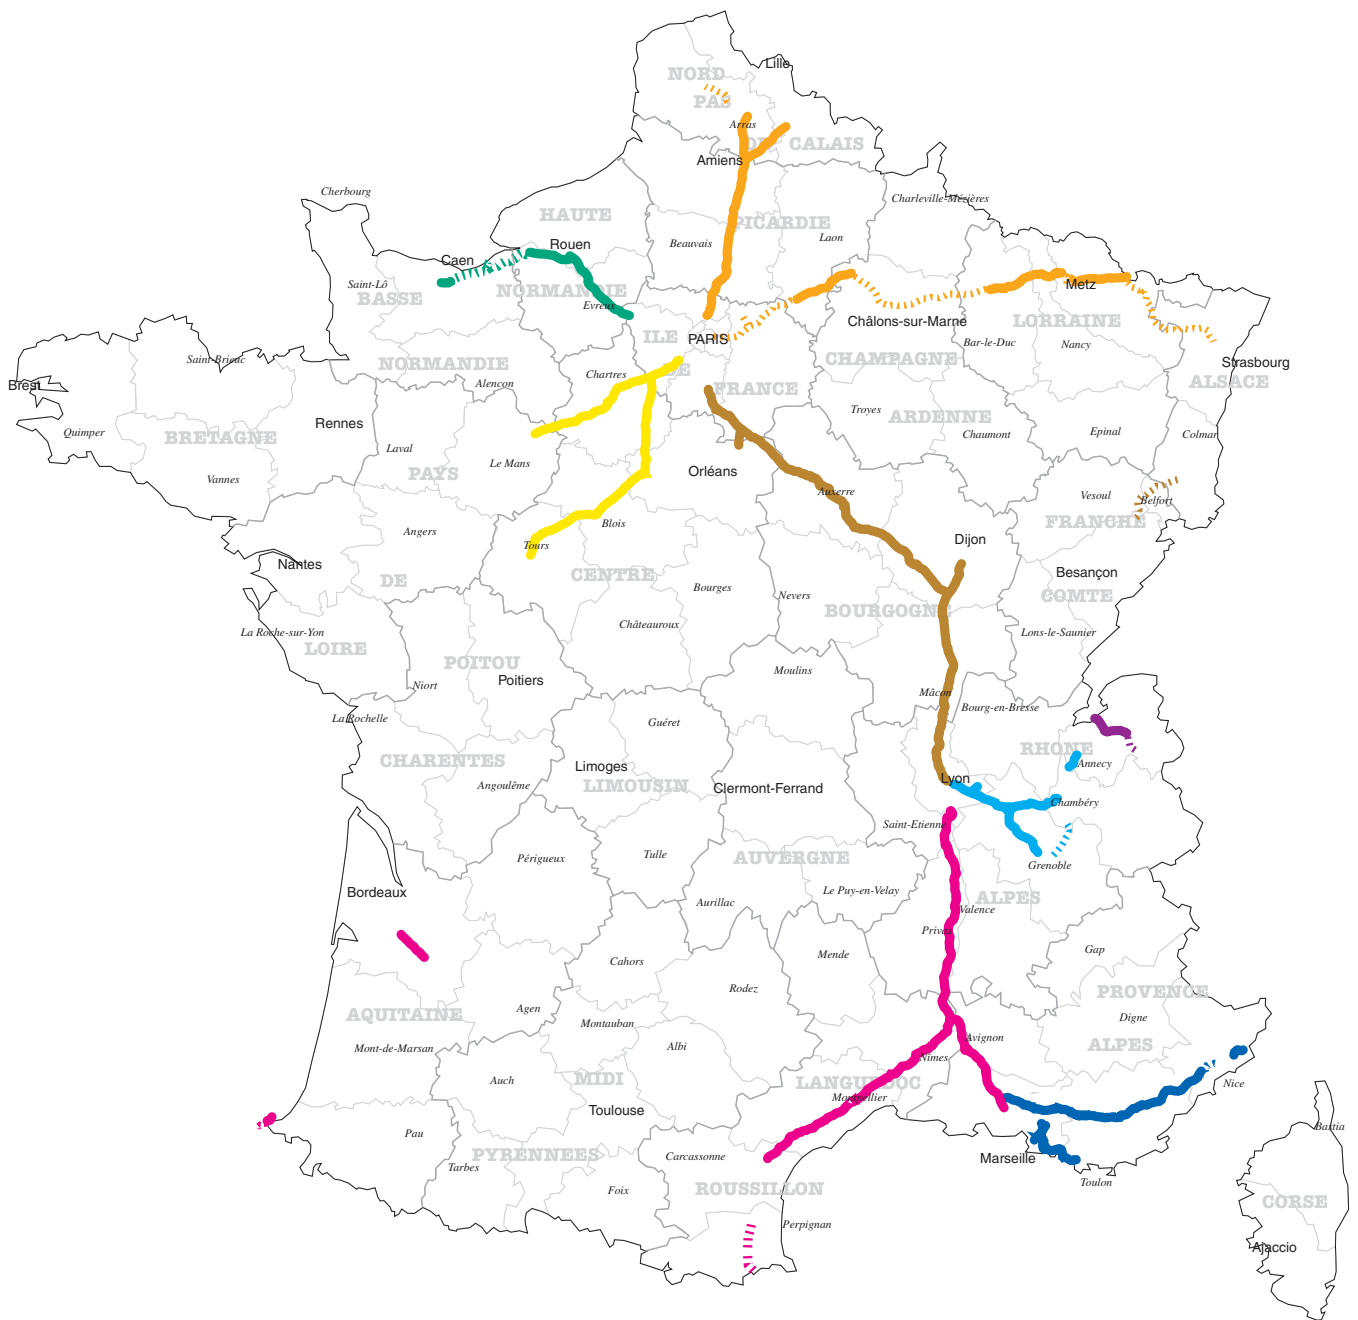 Lille
NORD
PAS
Arras
DE CALAIS
Amiens
Cherbourg
Charleville-Mézières
HAUTE
PICARDIE
Rouen
Beauvais
Laon
Caen
Saint-Lô
BASSE
NORMANDIE
Evreux
Metz
Châlons-sur-Marne
LORRAINE
ILE
PARIS
Bar-le-Duc
Nancy
Saint-Brieuc
NORMANDIE
DE
CHAMPAGNE
Strasbourg
Brest
Alençon
Chartres
FRANCE
ALSACE
Rennes
Troyes
ARDENNE
Quimper
BRETAGNE
Laval
Chaumont
Epinal
Colmar
Le Mans
PAYS
Orléans
Vannes
Auxerre
Vesoul
Belfort
Angers
Blois
FRANCHE
Tours
Dijon
Nantes
DE
CENTRE
Bourges
Nevers
Besançon
COMTE
BOURGOGNE
La Roche-sur-Yon
LOIRE
Châteauroux
Lons-le-Saunier
POITOU
Poitiers
Moulins
Niort
Mâcon
Bourg-en-Bresse
La Rochelle
Guéret
RHONE
CHARENTES
Limoges
Annecy
Angoulême
LIMOUSIN
Clermont-Ferrand
Lyon
Chambéry
Saint-Etienne
Périgueux
Tulle
AUVERGNE
Grenoble
Bordeaux
Le Puy-en-Velay
ALPES
Aurillac
Valence
Privas
Cahors
Mende
Gap
Rodez
PROVENCE
Agen
AQUITAINE
Montauban
Digne
Mont-de-Marsan
Albi
Avignon
ALPES
Nîmes
Auch
MIDI
LANGUEDOC
Nice
Montpellier
Toulouse
Pau
Bastia
PYRENNEES
Carcassonne
Marseille
Tarbes
Foix
ROUSSILLON
Toulon
CORSE
Perpignan
Ajaccio